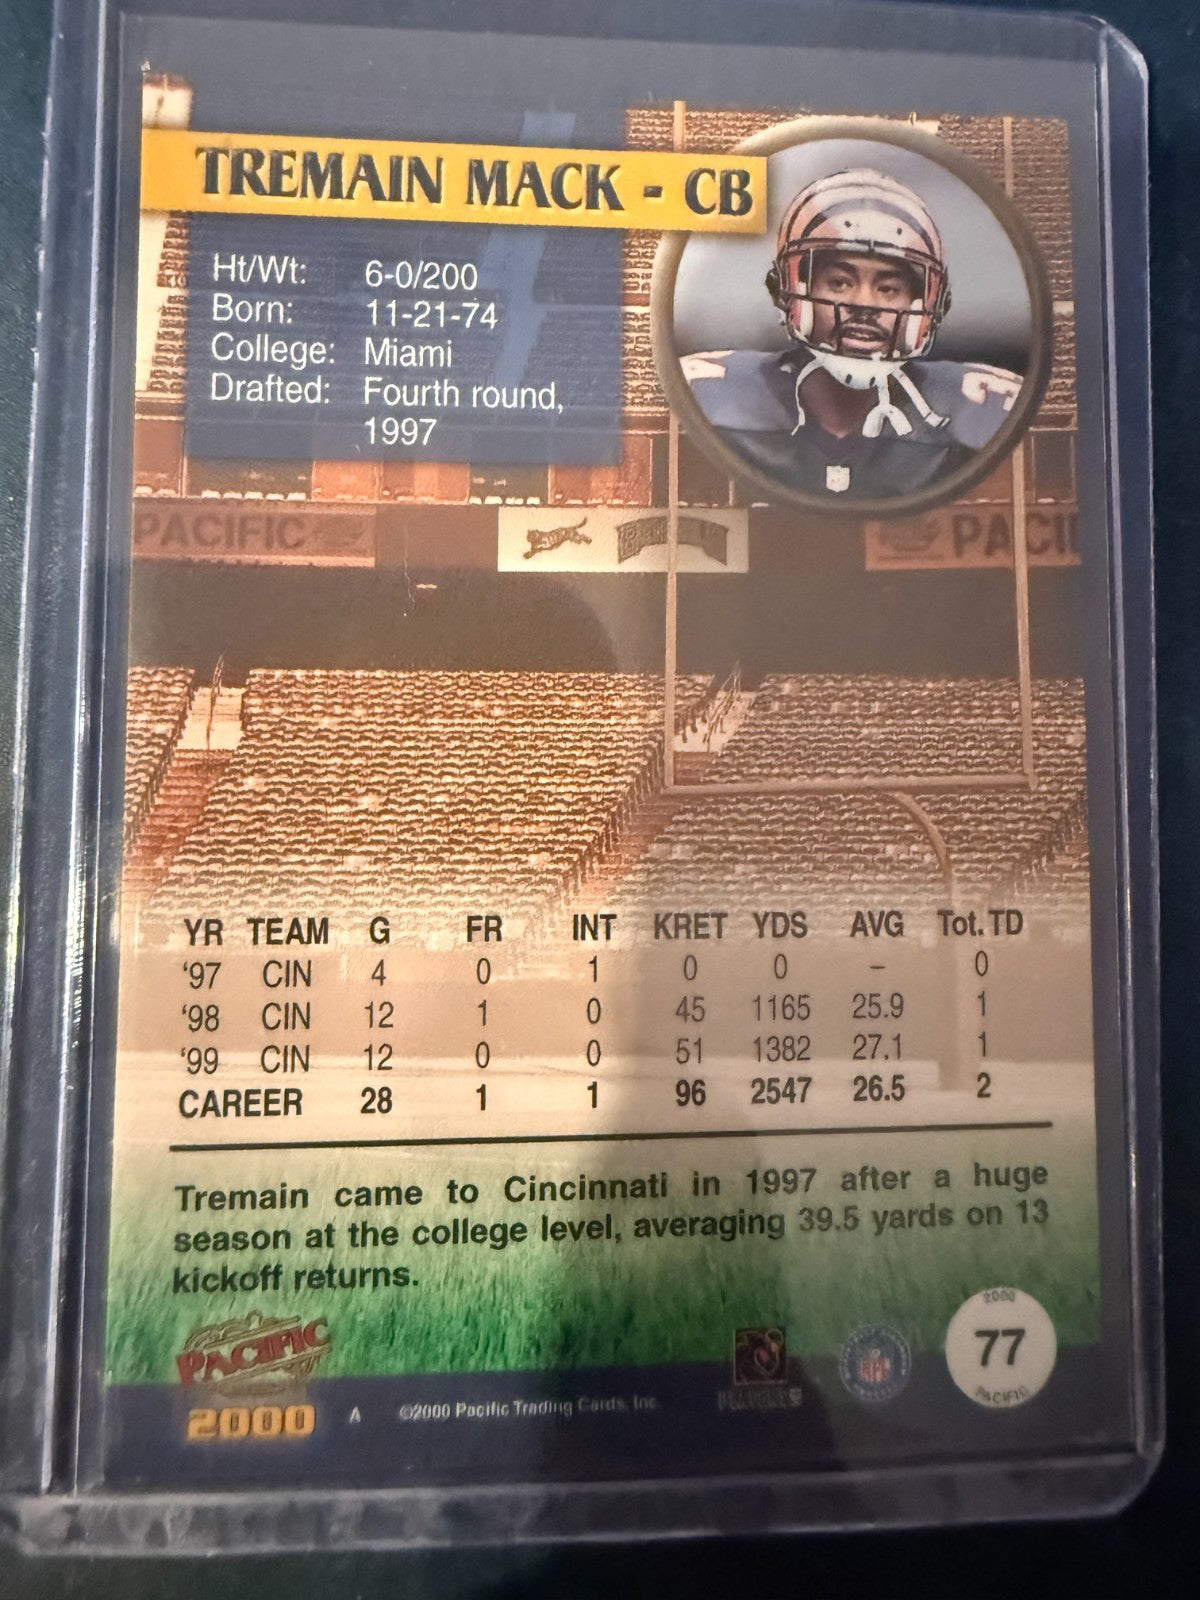 TREMAIN MACK - CB
Ht/Wt: 6-0/200
Born: 11-21-74
College: Miami
Drafted: Fourth round,
1997
PACIFIC
BENGALS
PACI
YR TEAM G FR INT KRET YDS AVG Tot. TD
'97 CIN 4 0 1 0 0 – 0
'98 CIN 12 1 0 45 1165 25.9 1
'99 CIN 12 0 0 51 1382 27.1 1
CAREER 28 1 1 96 2547 26.5 2
Tremain came to Cincinnati in 1997 after a huge
season at the college level, averaging 39.5 yards on 13
kickoff returns.
PACIFIC
2000
A ©2000 Pacific Trading Cards, Inc.
PLAYERS
NFL
2000
77
PACIFIC